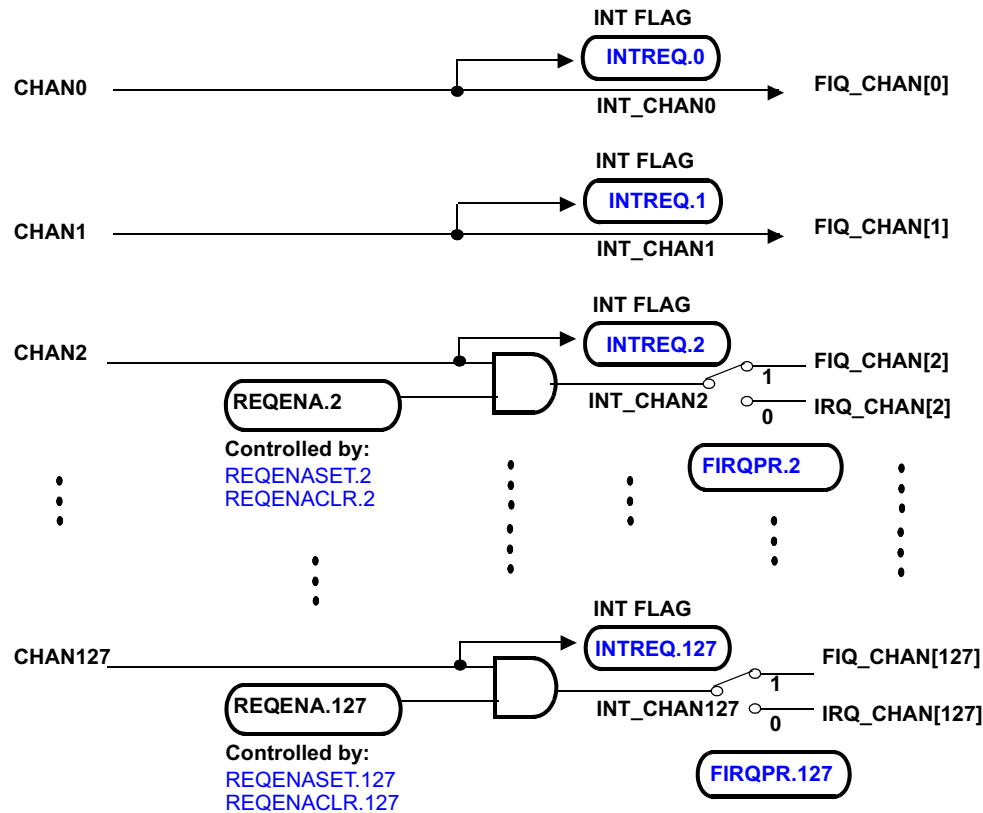 INT FLAG
INTREQ.0
CHAN0
INT_CHAN0
FIQ_CHAN[0]
INT FLAG
INTREQ.1
CHAN1
INT_CHAN1
FIQ_CHAN[1]
INT FLAG
INTREQ.2
CHAN2
REQENA.2
Controlled by:
REQENASET.2
REQENACLR.2
INT_CHAN2
1
FIQ_CHAN[2]
0
IRQ_CHAN[2]
FIRQPR.2
INT FLAG
INTREQ.127
CHAN127
REQENA.127
Controlled by:
REQENASET.127
REQENACLR.127
INT_CHAN127
1
FIQ_CHAN[127]
0
IRQ_CHAN[127]
FIRQPR.127